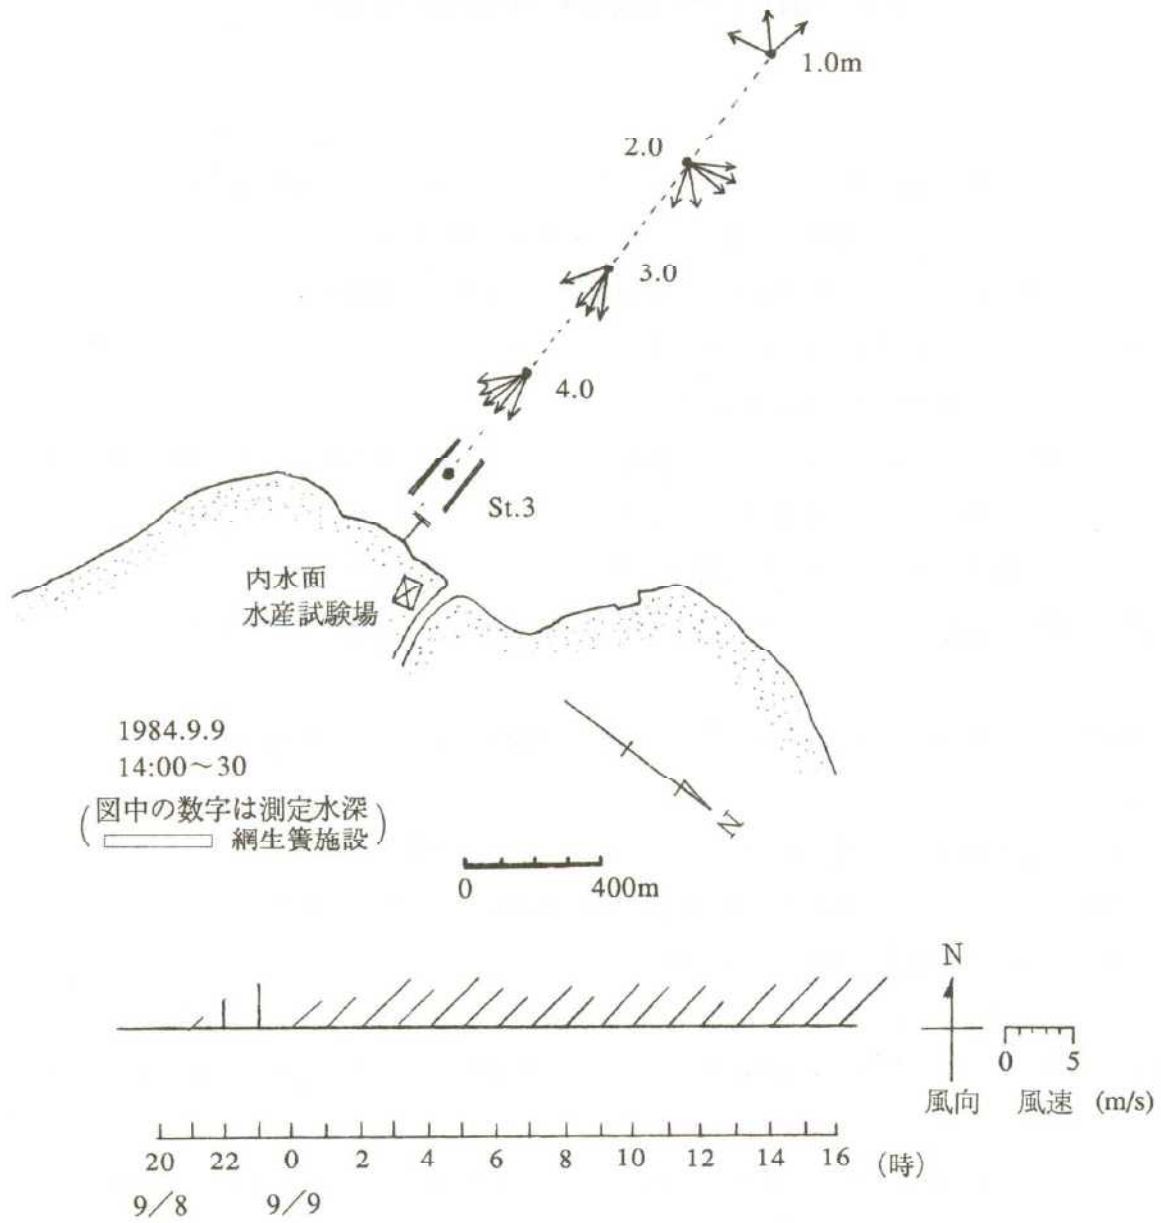 1.0m
2.0
3.0
4.0
St.3
内水面
水産試験場
1984.9.9
14:00～30
(図中の数字は測定水深
網生簀施設)
N
0 400m
N
0 5
風向 風速 (m/s)
20 22 0 2 4 6 8 10 12 14 16 (時)
9/8 9/9